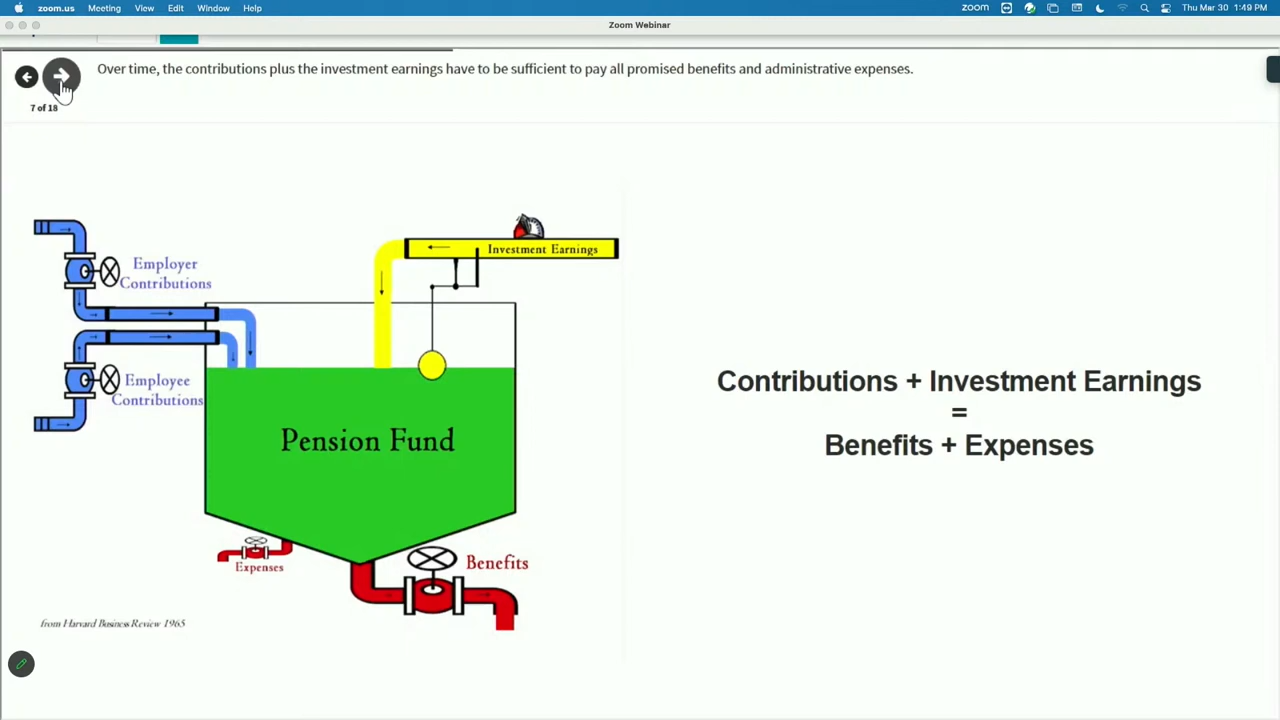 zoom.us Meeting View Edit Window Help
zoom Thu Mar 30 1:49 PM
Zoom Webinar
Over time, the contributions plus the investment earnings have to be sufficient to pay all promised benefits and administrative expenses.
7 of 18
Investment Earnings
Employer
Contributions
Employee
Contributions
Pension Fund
Contributions + Investment Earnings
=
Benefits + Expenses
Expenses
Benefits
from Harvard Business Review 1965